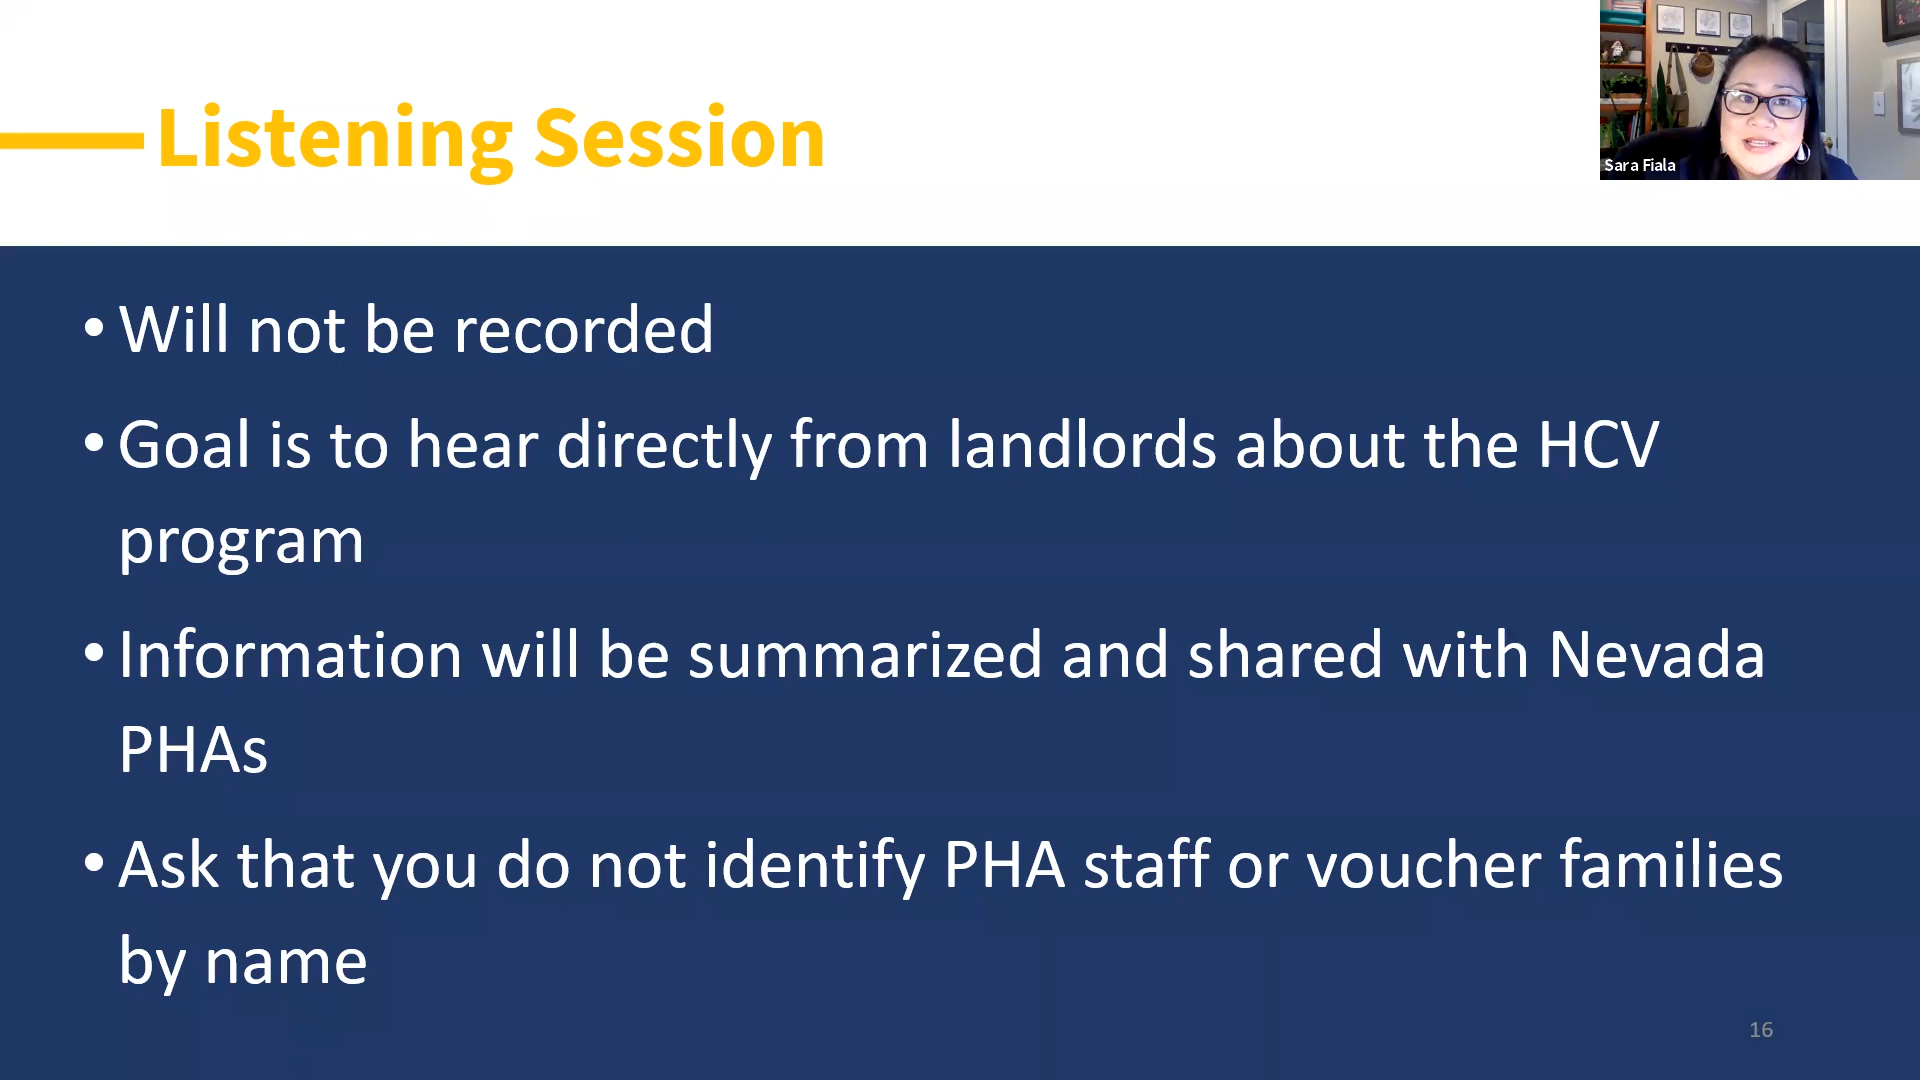 Listening Session
Sara Fiala
• Will not be recorded
• Goal is to hear directly from landlords about the HCV
program
• Information will be summarized and shared with Nevada
PHAs
• Ask that you do not identify PHA staff or voucher families
by name
16